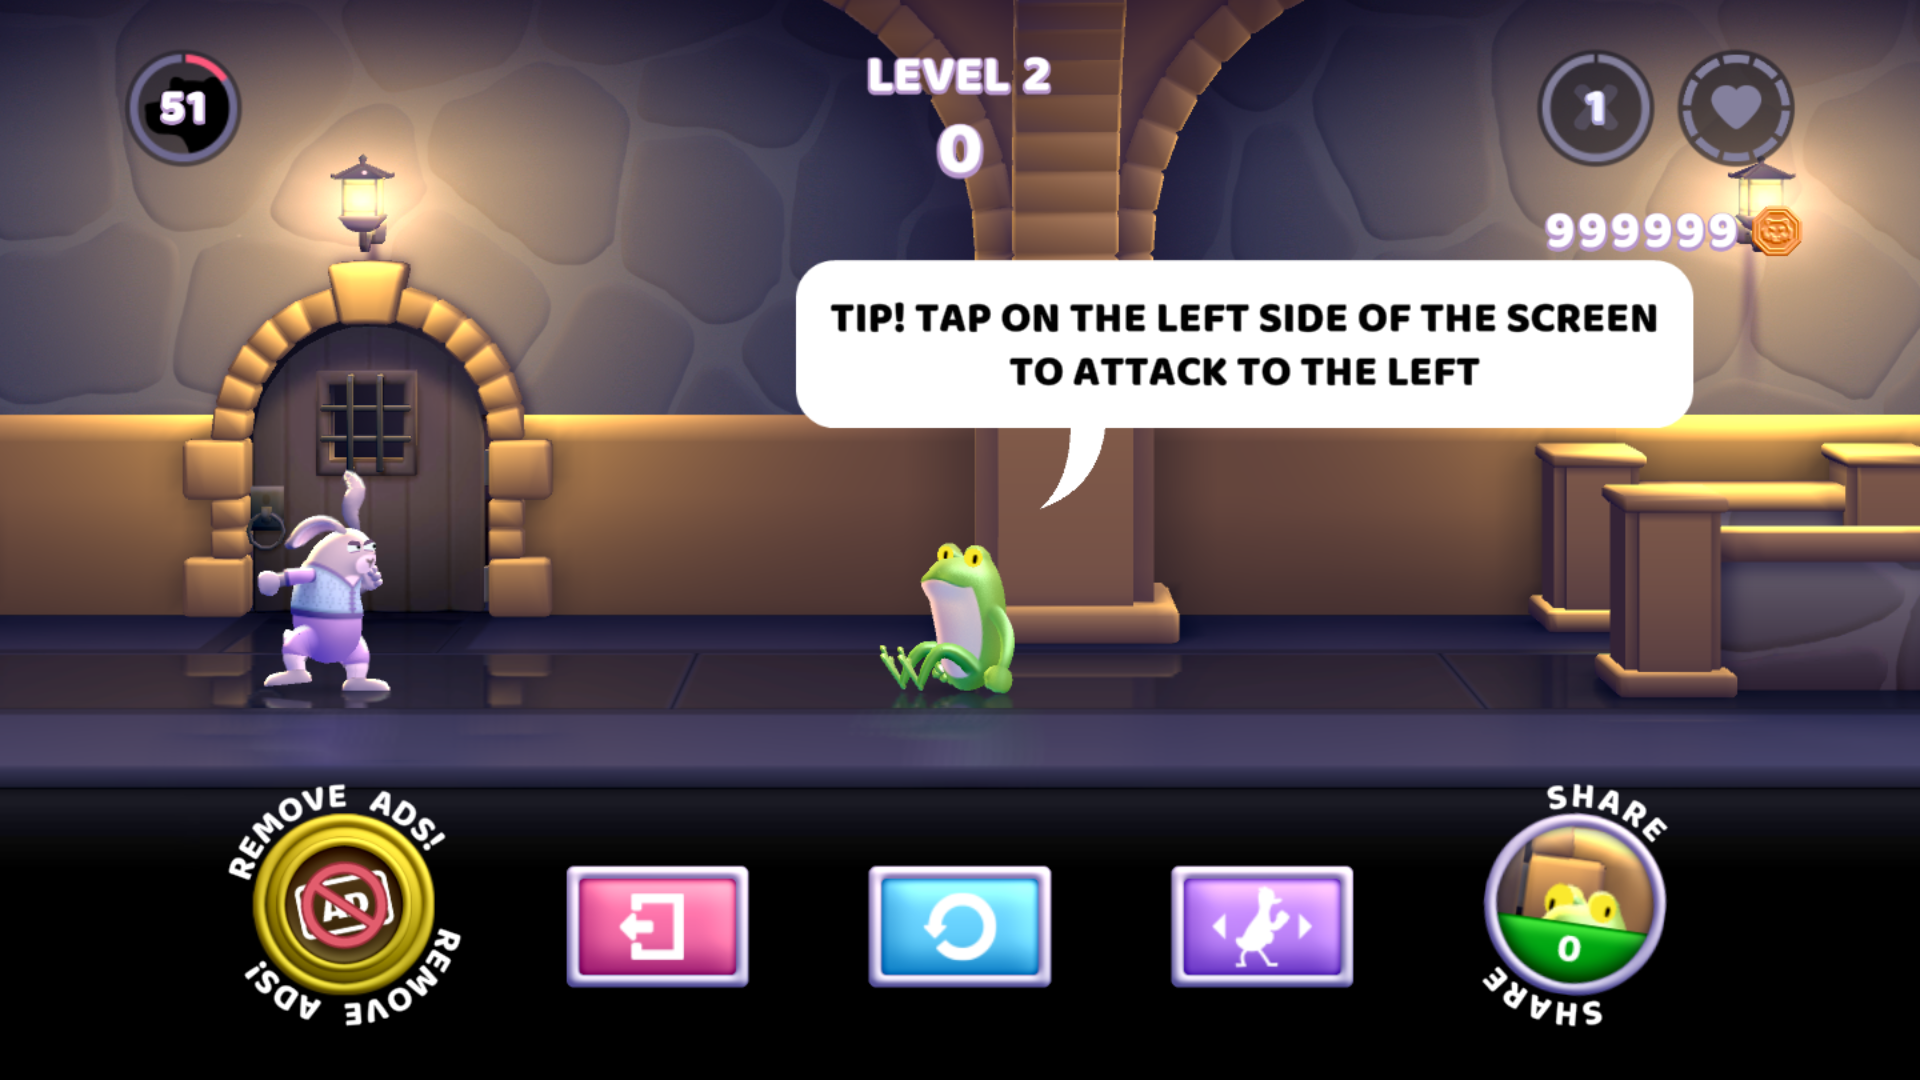 51
LEVEL 2
0
1
999999
TIP! TAP ON THE LEFT SIDE OF THE SCREEN
TO ATTACK TO THE LEFT
REMOVE ADS!
AD
REMOVE ADS!
SHARE
0
SHARE